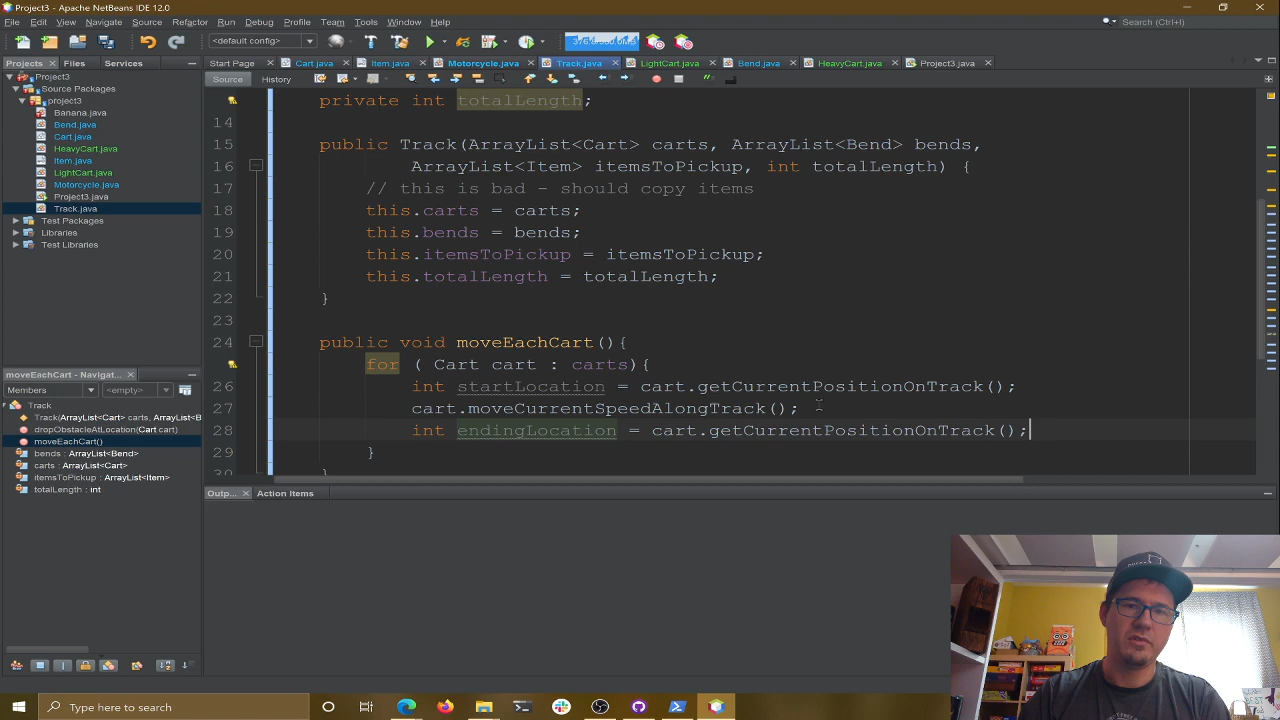 Project3 - Apache NetBeans IDE 12.0
File Edit View Navigate Source Refactor Run Debug Profile Team Tools Window Help
Search (Ctrl+I)
<default config>
Projects Files Services
Start Page Cart.java Item.java Motorcycle.java Track.java LightCart.java Bend.java HeavyCart.java Project3.java
Source History
Project3
Source Packages
project3
Banana.java
Bend.java
Cart.java
HeavyCart.java
Item.java
LightCart.java
Motorcycle.java
Project3.java
Track.java
Test Packages
Libraries
Test Libraries
moveEachCart() - Navigator
Members <empty>
Track
Track(ArrayList<Cart> carts, ArrayList<B
dropObstacleAtLocation(Cart cart)
moveEachCart()
bends : ArrayList<Bend>
carts : ArrayList<Cart>
itemsToPickup : ArrayList<Item>
totalLength : int
private int totalLength;
14
15 public Track(ArrayList<Cart> carts, ArrayList<Bend> bends,
16 ArrayList<Item> itemsToPickup, int totalLength) {
17 // this is bad - should copy items
18 this.carts = carts;
19 this.bends = bends;
20 this.itemsToPickup = itemsToPickup;
21 this.totalLength = totalLength;
22 }
23
24 public void moveEachCart(){
for ( Cart cart : carts){
26 int startLocation = cart.getCurrentPositionOnTrack();
27 cart.moveCurrentSpeedAlongTrack();
28 int endingLocation = cart.getCurrentPositionOnTrack();
29 }
30 }
Outp... Action Items
Type here to search